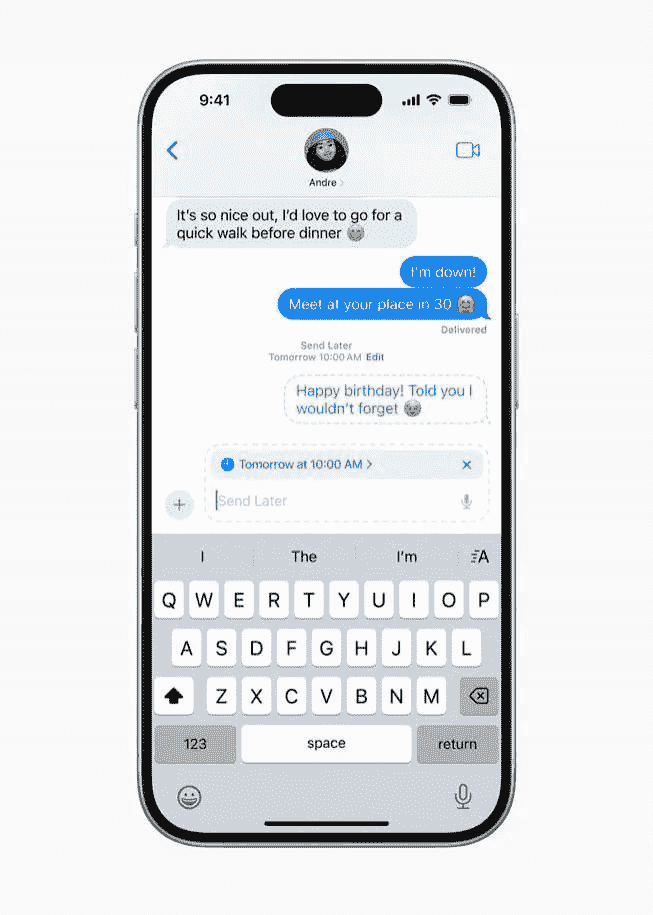 9:41
Andre
It's so nice out, I'd love to go for a
quick walk before dinner
I'm down!
Meet at your place in 30
Delivered
Send Later
Tomorrow 10:00 AM Edit
Happy birthday! Told you I
wouldn't forget
Tomorrow at 10:00 AM
Send Later
I The I'm A
Q W E R T Y U I O P
A S D F G H J K L
Z X C V B N M
123 space return